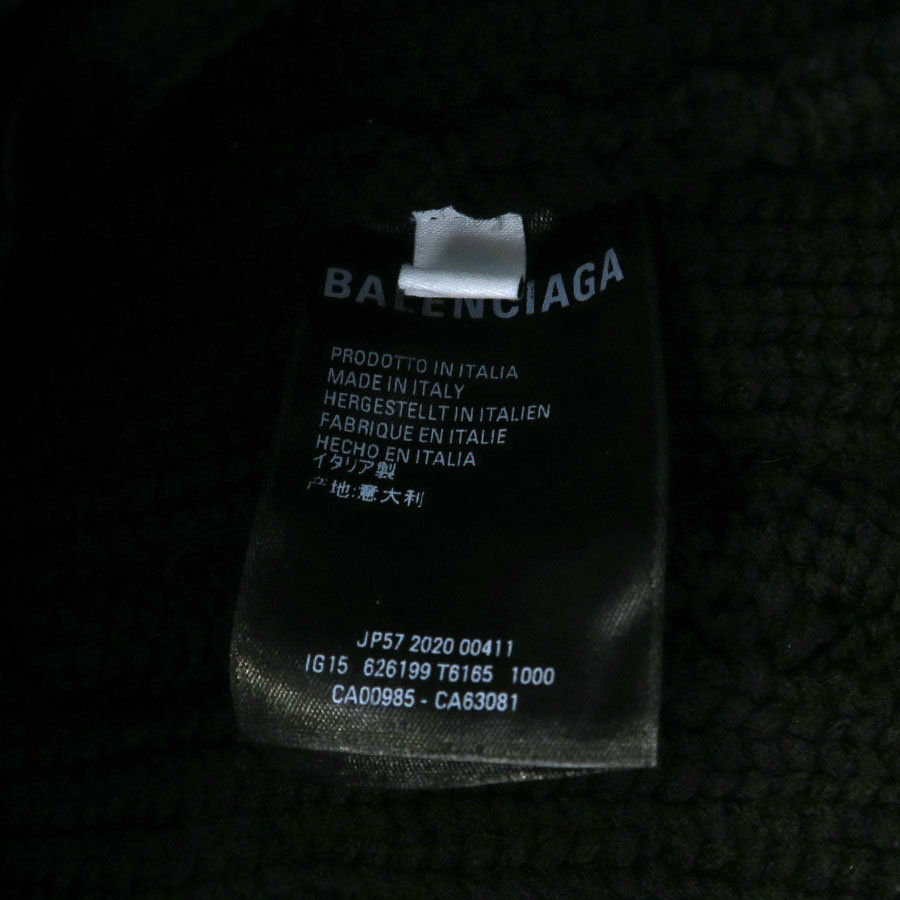 BALENCIAGA
PRODOTTO IN ITALIA
MADE IN ITALY
HERGESTELLT IN ITALIEN
FABRIQUE EN ITALIE
HECHO EN ITALIA
イタリア製
产地:意大利
JP57 2020 00411
IG15 626199 T6165 1000
CA00985 - CA63081